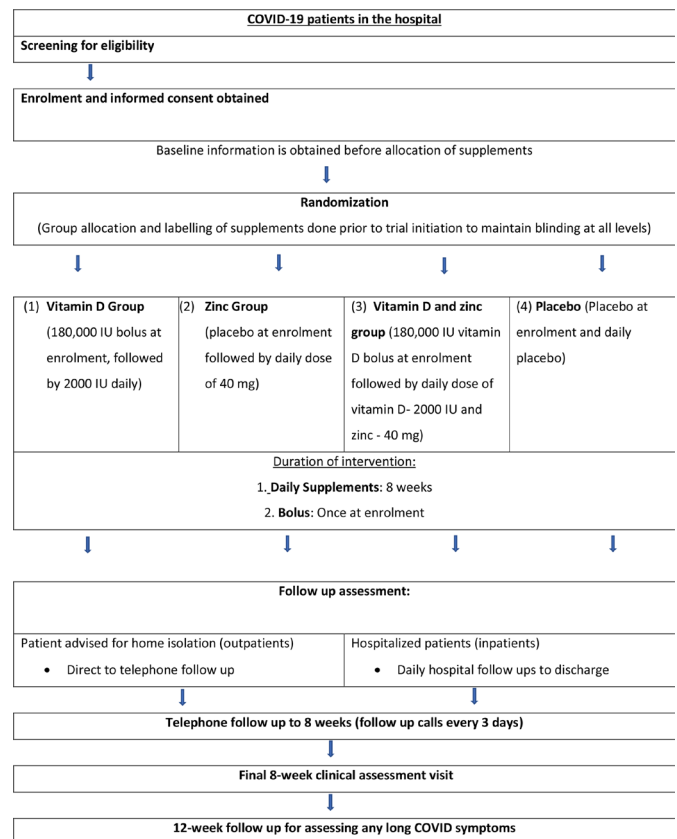 COVID-19 patients in the hospital
Screening for eligibility
Enrolment and informed consent obtained
Baseline information is obtained before allocation of supplements
Randomization
(Group allocation and labelling of supplements done prior to trial initiation to maintain blinding at all levels)
(1) Vitamin D Group
(180,000 IU bolus at
enrolment, followed
by 2000 IU daily)
(2) Zinc Group
(placebo at enrolment
followed by daily dose
of 40 mg)
(3) Vitamin D and zinc
group (180,000 IU vitamin
D bolus at enrolment
followed by daily dose of
vitamin D- 2000 IU and
zinc - 40 mg)
(4) Placebo (Placebo at
enrolment and daily
placebo)
Duration of intervention:
1. Daily Supplements: 8 weeks
2. Bolus: Once at enrolment
Follow up assessment:
Patient advised for home isolation (outpatients)
• Direct to telephone follow up
Hospitalized patients (inpatients)
• Daily hospital follow ups to discharge
Telephone follow up to 8 weeks (follow up calls every 3 days)
Final 8-week clinical assessment visit
12-week follow up for assessing any long COVID symptoms